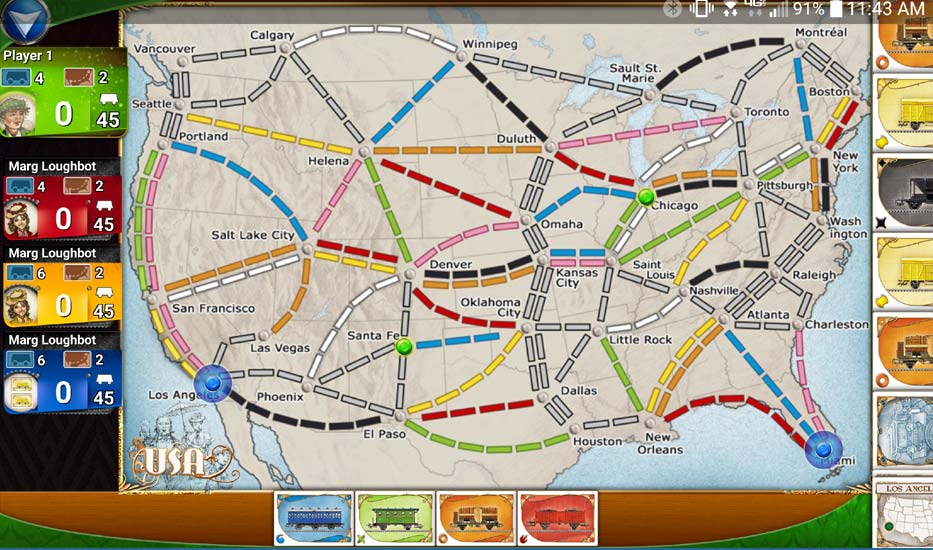 4G
91%
11:43 AM
Player 1
4
2
0
45
Marg Loughbot
4
2
0
45
Marg Loughbot
6
2
0
45
Marg Loughbot
6
2
0
45
Vancouver
Calgary
Winnipeg
Montréal
Sault St.
Marie
Seattle
Boston
Toronto
Portland
Helena
Duluth
New
York
Pittsburgh
Chicago
Salt Lake City
Omaha
Wash
ington
Denver
Kansas
City
Saint
Louis
Raleigh
San Francisco
Nashville
Oklahoma
City
Atlanta
Charleston
Las Vegas
Santa Fe
Little Rock
Los Angeles
Phoenix
Dallas
El Paso
Houston
New
Orleans
Miami
USA